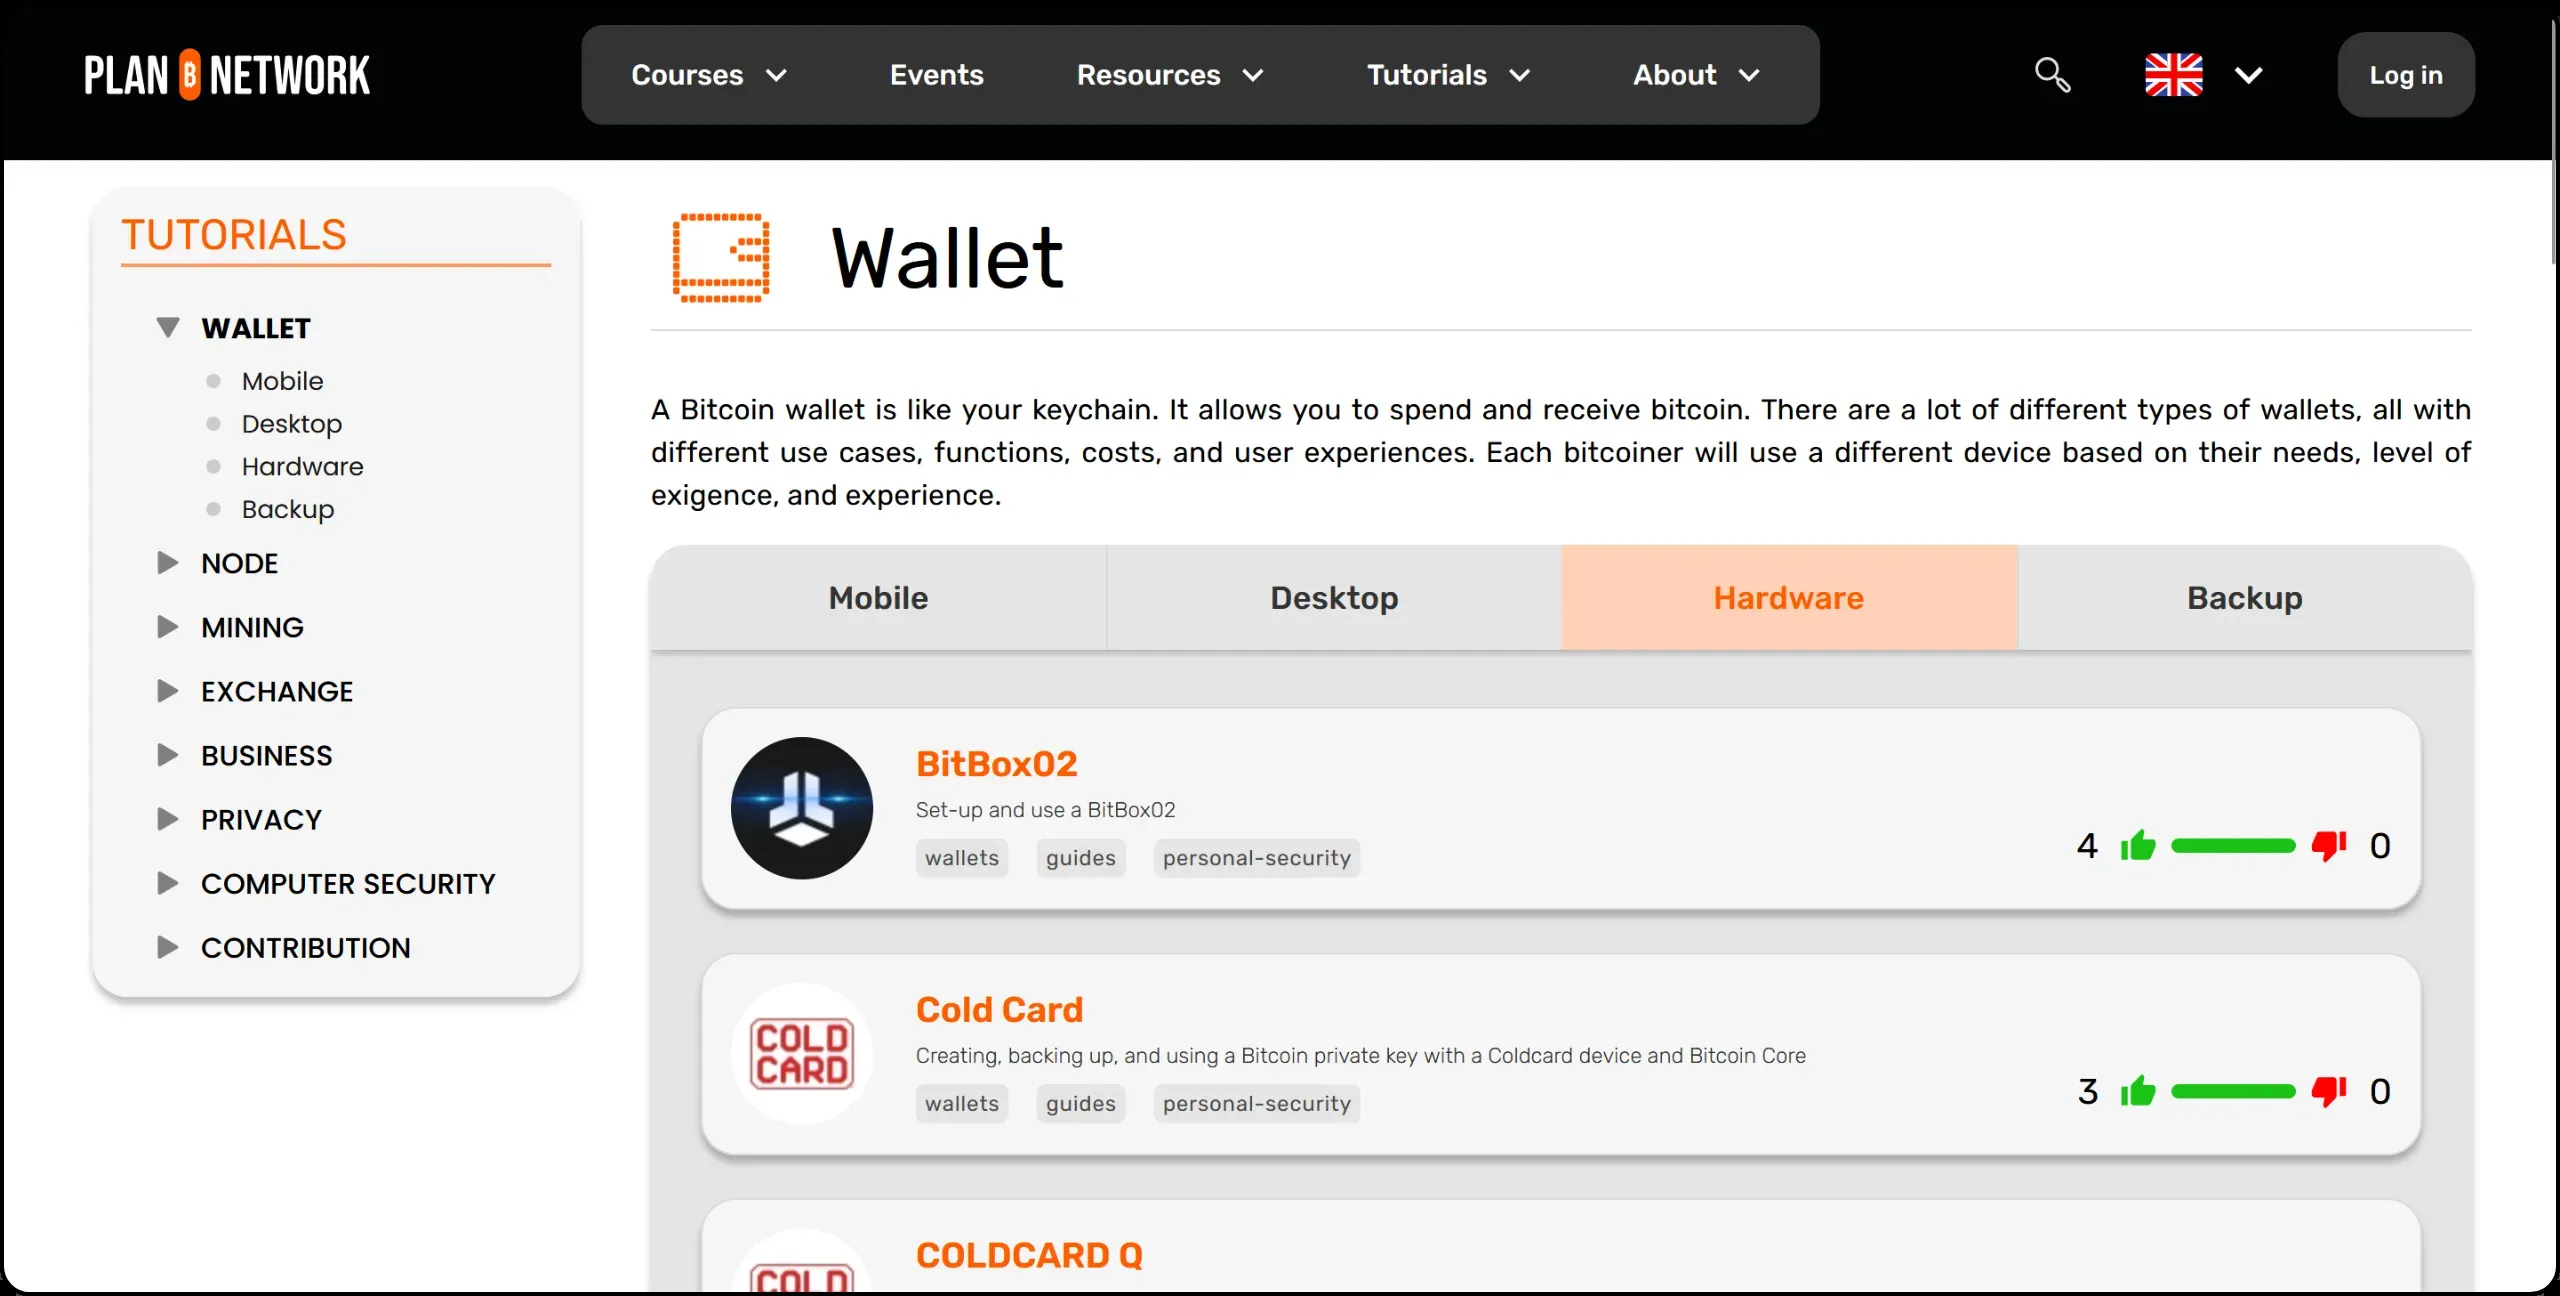 PLAN ₿ NETWORK
Courses
Events
Resources
Tutorials
About
Log in
TUTORIALS
WALLET
Mobile
Desktop
Hardware
Backup
NODE
MINING
EXCHANGE
BUSINESS
PRIVACY
COMPUTER SECURITY
CONTRIBUTION
Wallet
A Bitcoin wallet is like your keychain. It allows you to spend and receive bitcoin. There are a lot of different types of wallets, all with
different use cases, functions, costs, and user experiences. Each bitcoiner will use a different device based on their needs, level of
exigence, and experience.
Mobile
Desktop
Hardware
Backup
BitBox02
Set-up and use a BitBox02
wallets guides personal-security
4 0
COLD
CARD
Cold Card
Creating, backing up, and using a Bitcoin private key with a Coldcard device and Bitcoin Core
wallets guides personal-security
3 0
COLD
COLDCARD Q